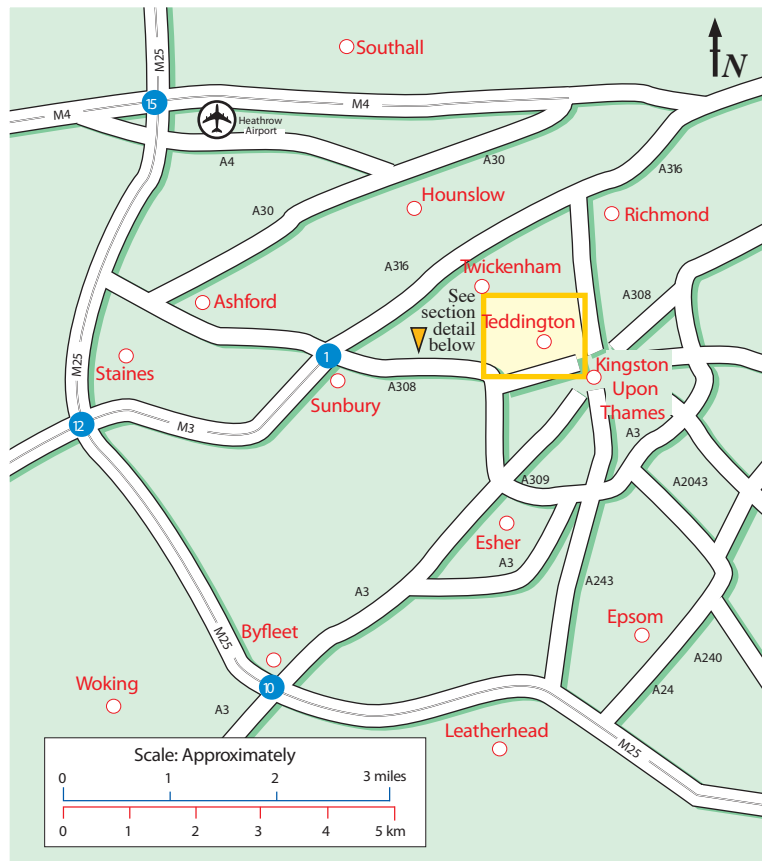 Southall
N
M25
15
M4
M4
Heathrow
Airport
A4
A30
A316
Hounslow
Richmond
A30
A316
Twickenham
A308
See
section
detail
below
Ashford
Teddington
1
Staines
M25
Sunbury
A308
Kingston
Upon
Thames
12
M3
A3
A309
A2043
Esher
A3
A243
A3
Epsom
Byfleet
M25
A240
Woking
10
A24
A3
Leatherhead
M25
Scale: Approximately
0 1 2 3 miles
0 1 2 3 4 5 km